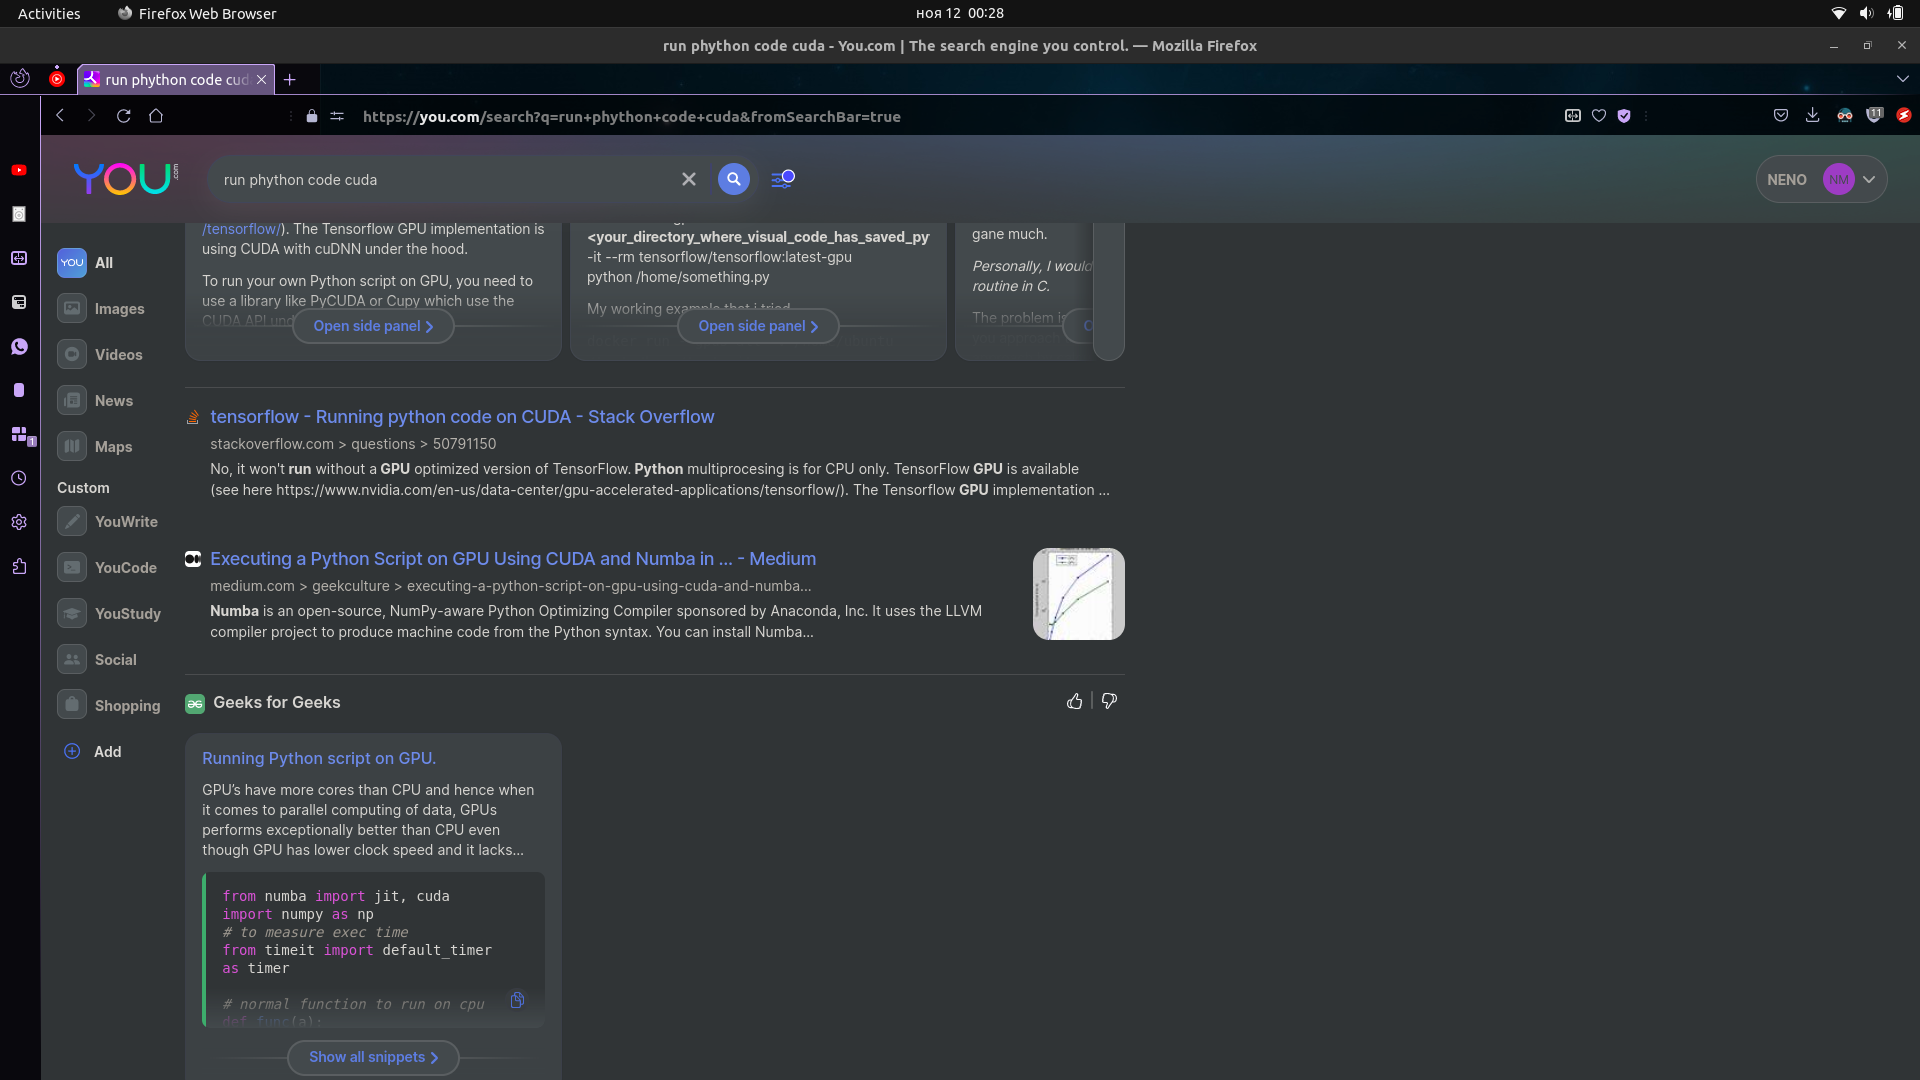 Activities
Firefox Web Browser
ноя 12 00:28
run phython code cuda - You.com | The search engine you control. — Mozilla Firefox
run phython code cud
https://you.com/search?q=run+phython+code+cuda&fromSearchBar=true
11
YOU.com
run phython code cuda
NENO
NM
/tensorflow/). The Tensorflow GPU implementation is
using CUDA with cuDNN under the hood.
To run your own Python script on GPU, you need to
use a library like PyCUDA or Cupy which use the
CUDA API und
Open side panel
<your_directory_where_visual_code_has_saved_py
-it --rm tensorflow/tensorflow:latest-gpu
python /home/something.py
My working example that i tried
Open side panel
gane much.
Personally, I would
routine in C.
The problem is
O
YOU
All
Images
Videos
News
Maps
Custom
YouWrite
YouCode
YouStudy
Social
Shopping
Add
1
tensorflow - Running python code on CUDA - Stack Overflow
stackoverflow.com > questions > 50791150
No, it won't run without a GPU optimized version of TensorFlow. Python multiprocesing is for CPU only. TensorFlow GPU is available
(see here https://www.nvidia.com/en-us/data-center/gpu-accelerated-applications/tensorflow/). The Tensorflow GPU implementation ...
Executing a Python Script on GPU Using CUDA and Numba in ... - Medium
medium.com > geekculture > executing-a-python-script-on-gpu-using-cuda-and-numba...
Numba is an open-source, NumPy-aware Python Optimizing Compiler sponsored by Anaconda, Inc. It uses the LLVM
compiler project to produce machine code from the Python syntax. You can install Numba...
Geeks for Geeks
Running Python script on GPU.
GPU's have more cores than CPU and hence when
it comes to parallel computing of data, GPUs
performs exceptionally better than CPU even
though GPU has lower clock speed and it lacks...
from numba import jit, cuda
import numpy as np
# to measure exec time
from timeit import default_timer
as timer
# normal function to run on cpu
def func(a):
Show all snippets